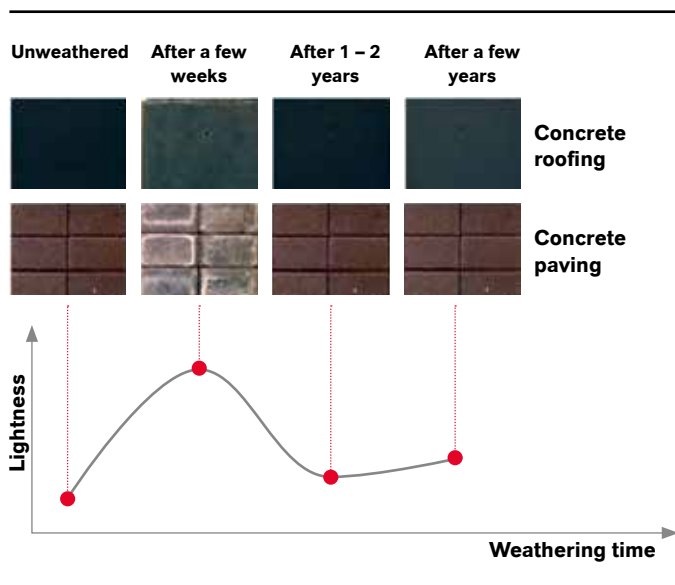 Unweathered After a few After 1 – 2 After a few
weeks years years
Concrete
roofing
Concrete
paving
Lightness
Weathering time